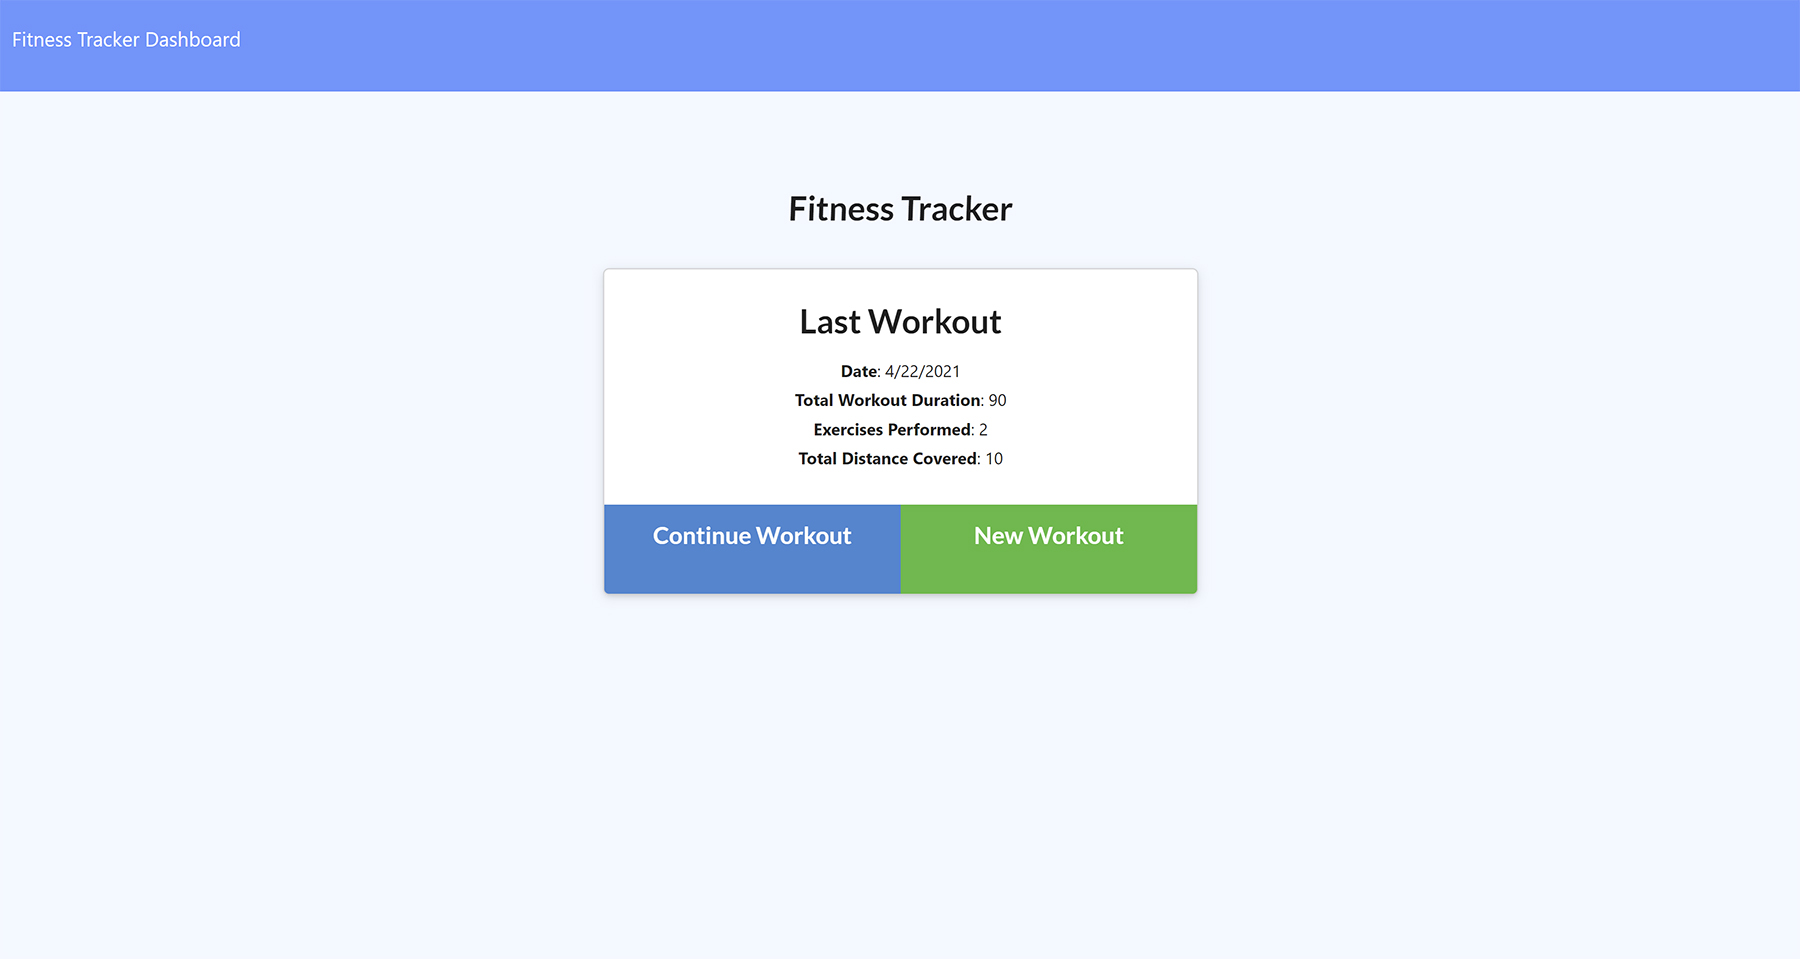 Fitness Tracker Dashboard
Fitness Tracker
Last Workout
Date: 4/22/2021
Total Workout Duration: 90
Exercises Performed: 2
Total Distance Covered: 10
Continue Workout
New Workout